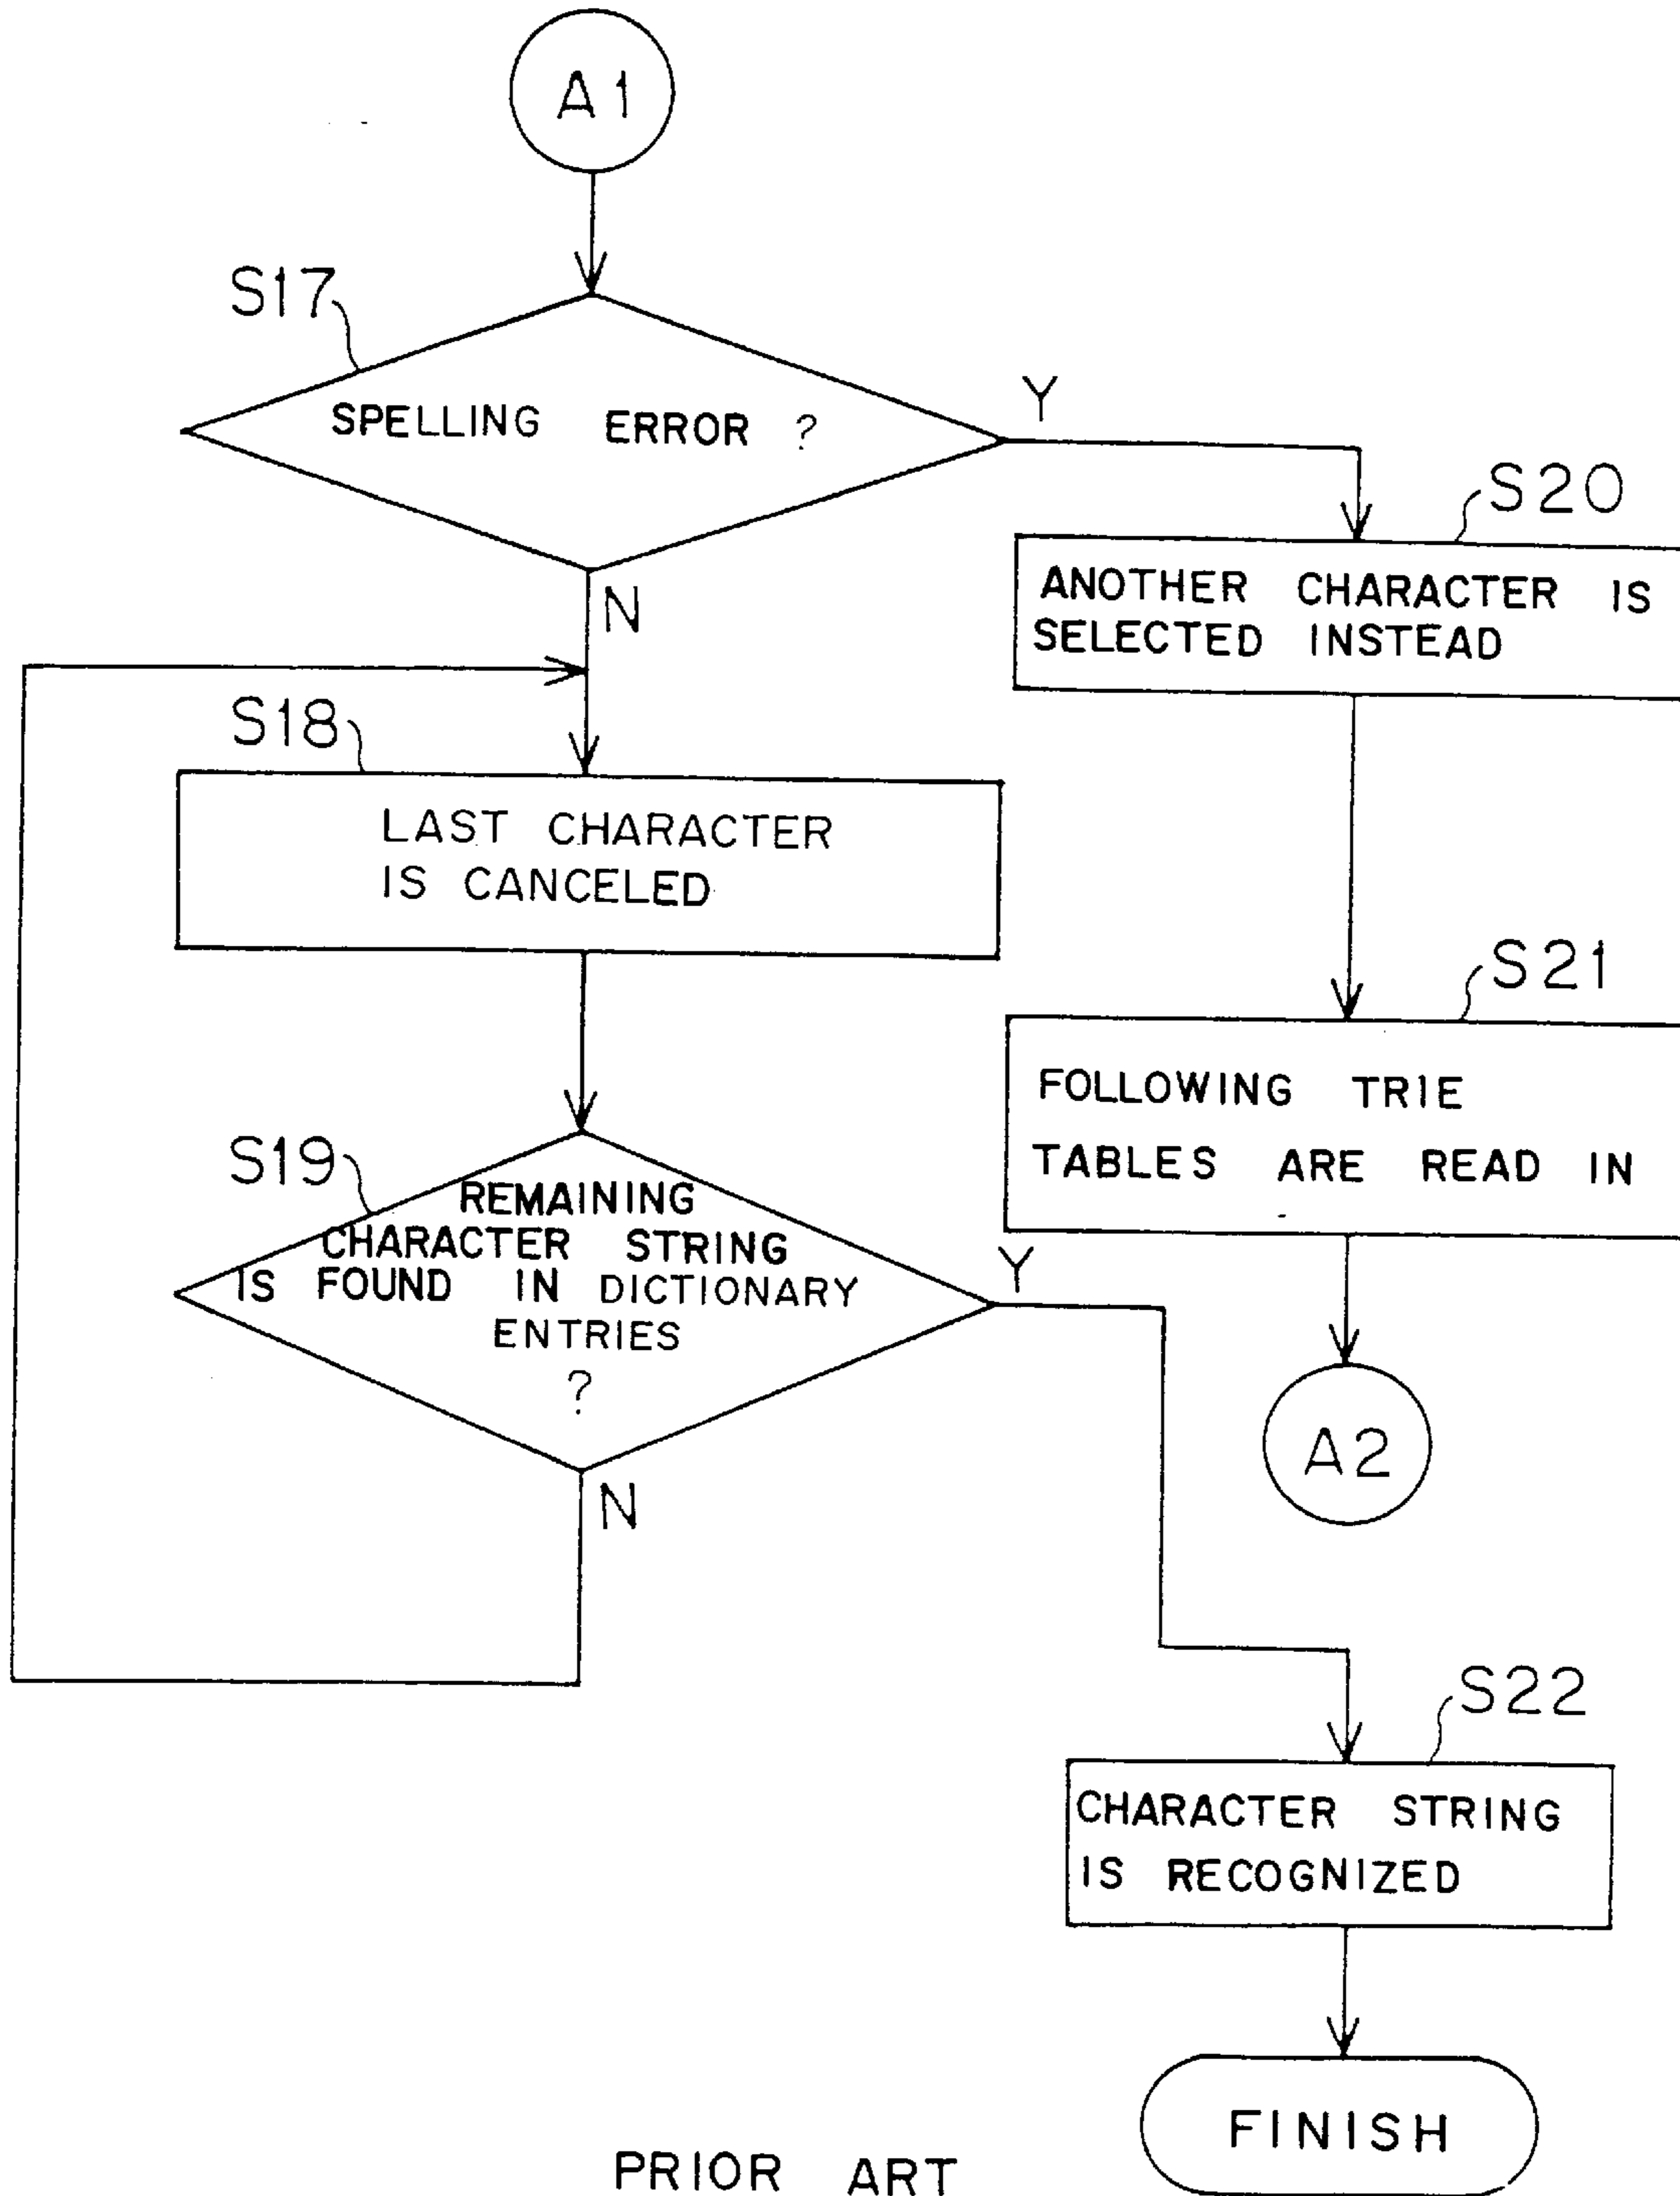 A1
S17
SPELLING ERROR ?
Y
N
S20
ANOTHER CHARACTER IS
SELECTED INSTEAD
S18
LAST CHARACTER
IS CANCELED
S21
FOLLOWING TRIE
TABLES ARE READ IN
S19
REMAINING
CHARACTER STRING
IS FOUND IN DICTIONARY
ENTRIES
?
Y
N
A2
S22
CHARACTER STRING
IS RECOGNIZED
FINISH
PRIOR ART